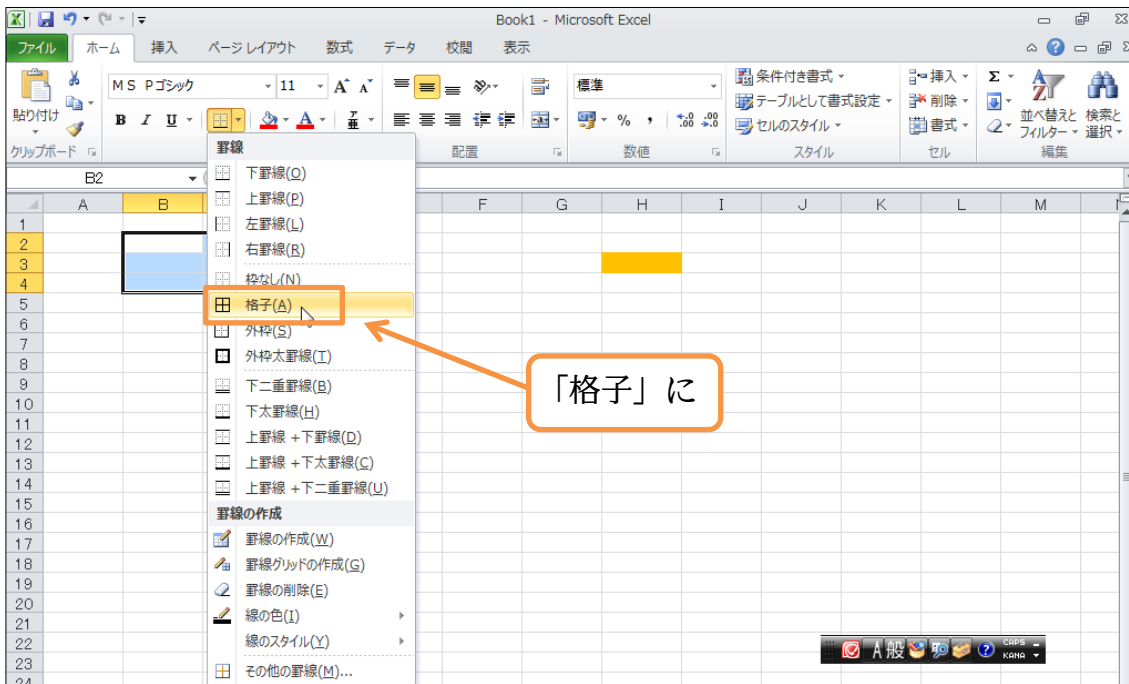 Book1 - Microsoft Excel
ファイル ホーム 挿入 ページ レイアウト 数式 データ 校閲 表示
貼り付け
クリップボード
ＭＳ Ｐゴシック 11
B I U A A A 亜
配置
標準
% , .0 .00 .00 .0
数値
条件付き書式
テーブルとして書式設定
セルのスタイル
スタイル
挿入
削除
書式
セル
Σ
並べ替えと
フィルター
検索と
選択
編集
B2
A B F G H I J K L M
1
2
3
4
5
6
7
8
9
10
11
12
13
14
15
16
17
18
19
20
21
22
23
24
罫線
下罫線(O)
上罫線(P)
左罫線(L)
右罫線(R)
枠なし(N)
格子(A)
外枠(S)
外枠太罫線(T)
下二重罫線(B)
下太罫線(H)
上罫線 +下罫線(D)
上罫線 +下太罫線(C)
上罫線 +下二重罫線(U)
罫線の作成
罫線の作成(W)
罫線グリッドの作成(G)
罫線の削除(E)
線の色(I)
線のスタイル(Y)
その他の罫線(M)...
「格子」に
A 般 CAPS KANA